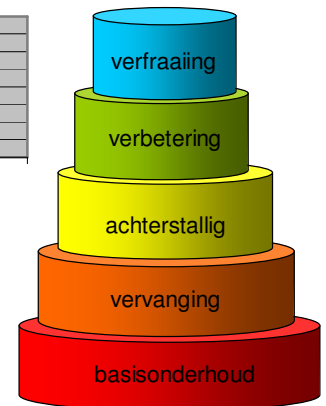 verfraaiing
verbetering
achterstallig
vervanging
basisonderhoud